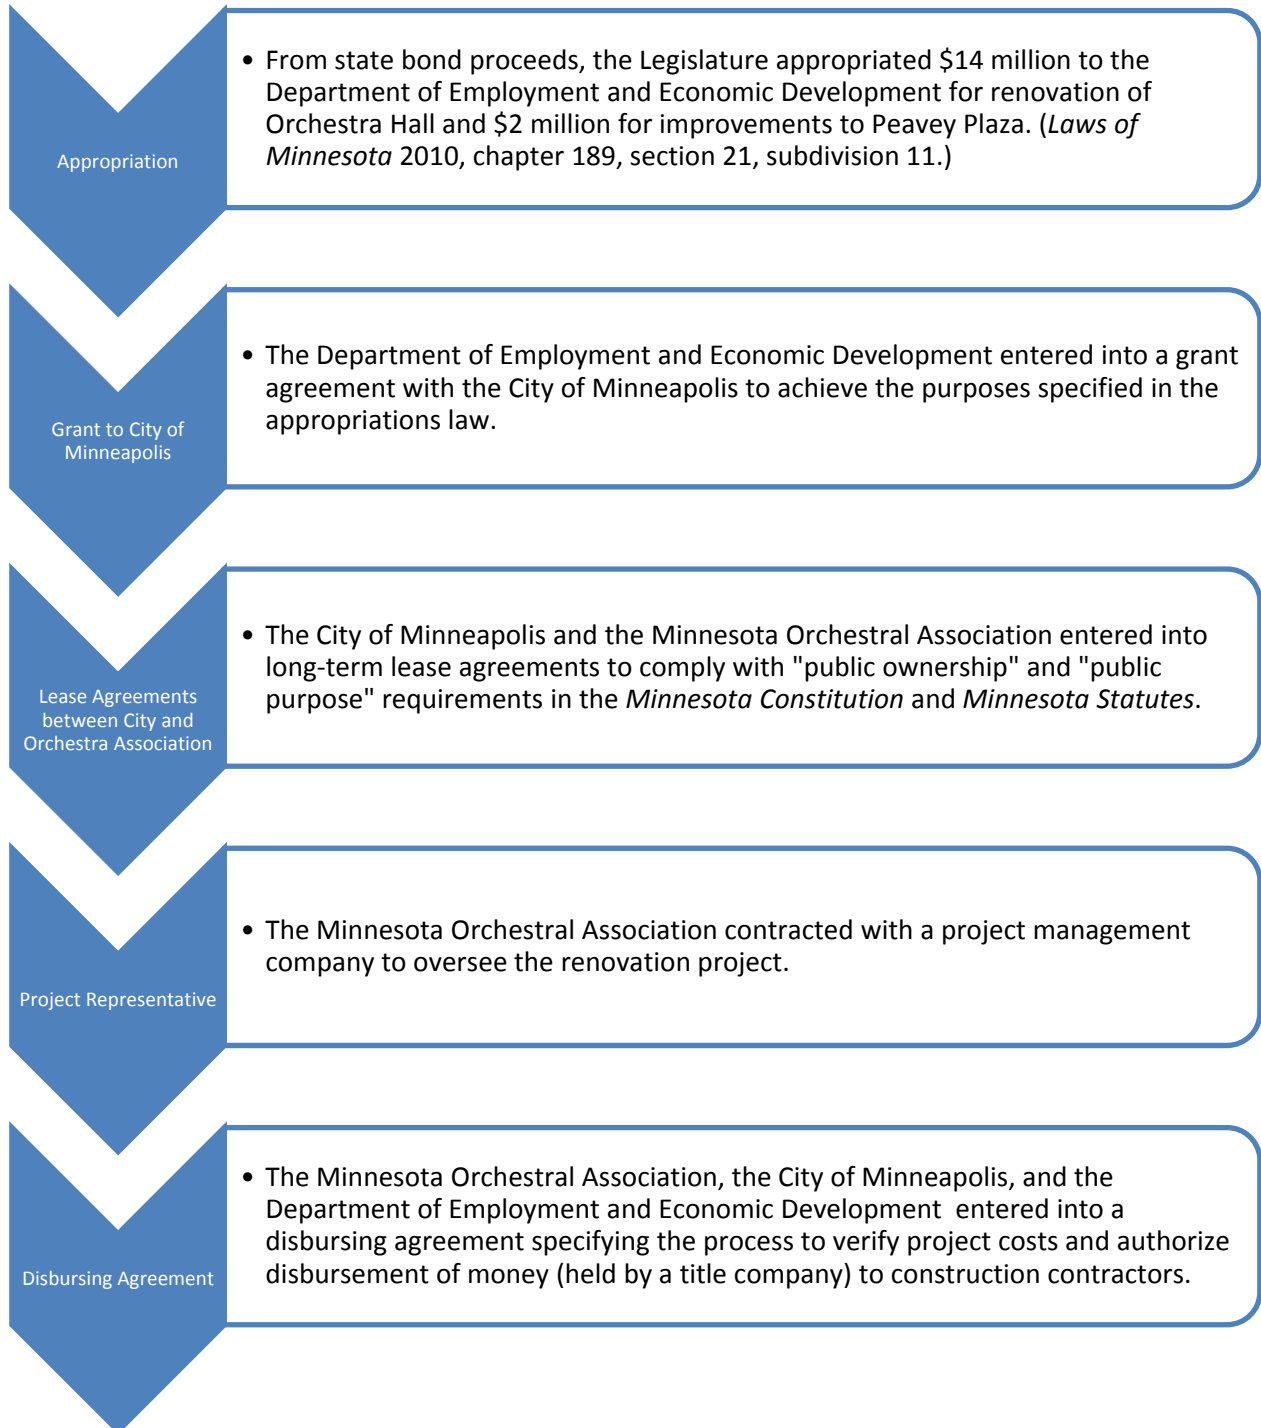 Appropriation
• From state bond proceeds, the Legislature appropriated $14 million to the
Department of Employment and Economic Development for renovation of
Orchestra Hall and $2 million for improvements to Peavey Plaza. (Laws of
Minnesota 2010, chapter 189, section 21, subdivision 11.)
Grant to City of
Minneapolis
• The Department of Employment and Economic Development entered into a grant
agreement with the City of Minneapolis to achieve the purposes specified in the
appropriations law.
Lease Agreements
between City and
Orchestra Association
• The City of Minneapolis and the Minnesota Orchestral Association entered into
long-term lease agreements to comply with "public ownership" and "public
purpose" requirements in the Minnesota Constitution and Minnesota Statutes.
Project Representative
• The Minnesota Orchestral Association contracted with a project management
company to oversee the renovation project.
Disbursing Agreement
• The Minnesota Orchestral Association, the City of Minneapolis, and the
Department of Employment and Economic Development  entered into a
disbursing agreement specifying the process to verify project costs and authorize
disbursement of money (held by a title company) to construction contractors.